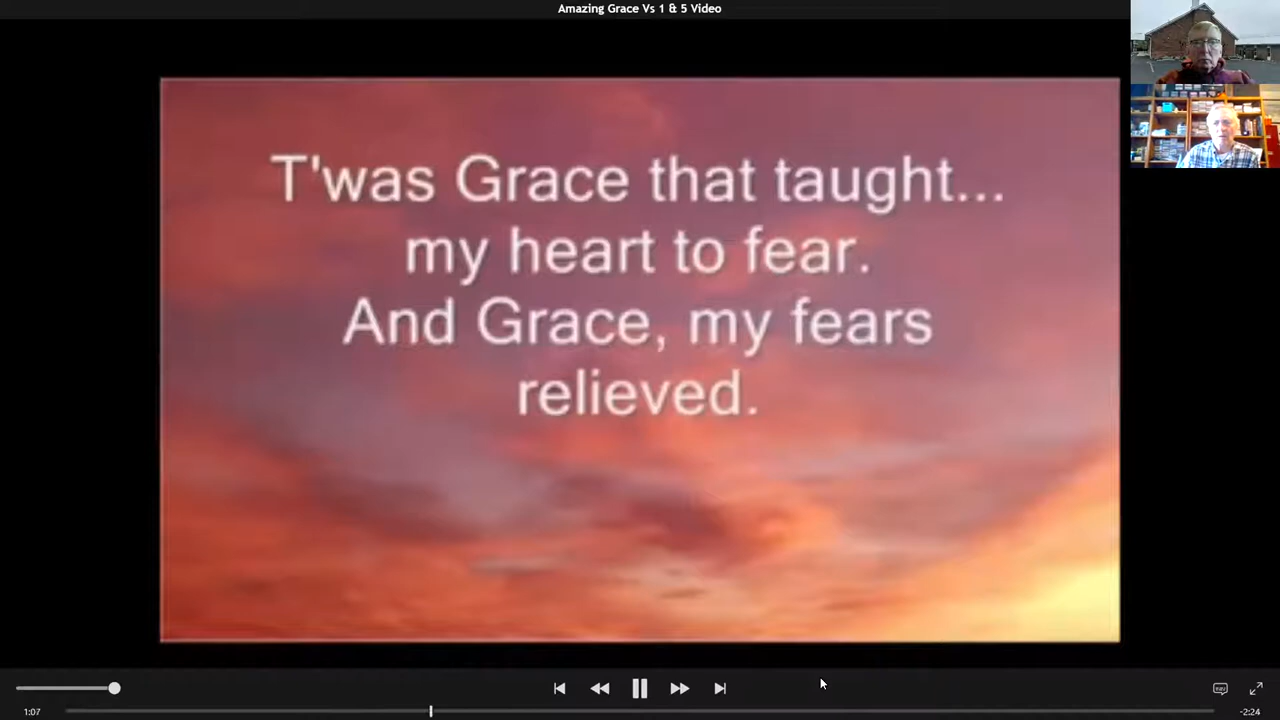 Amazing Grace Vs 1 & 5 Video
T'was Grace that taught...
my heart to fear.
And Grace, my fears
relieved.
1:07
-2:24